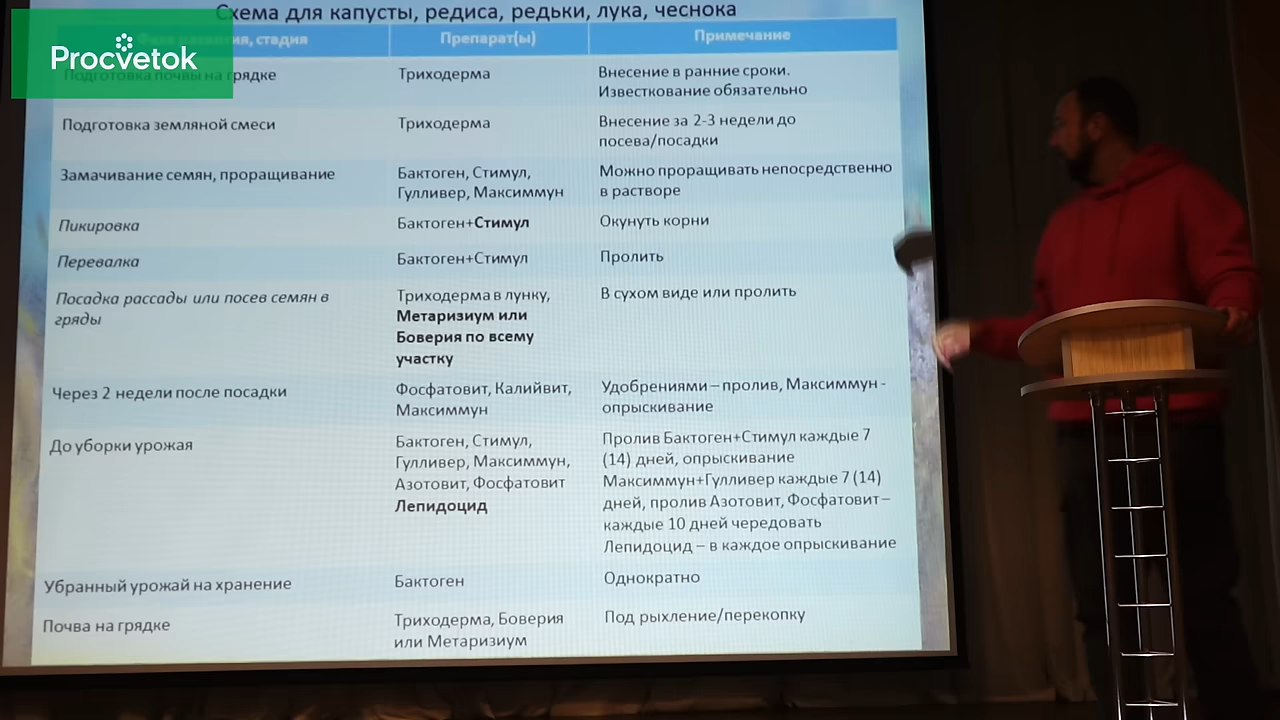 Схема для капусты, редиса, редьки, лука, чеснока
Procvetok
стадия
Препарат(ы)
Примечание
Подготовка почвы на грядке
Триходерма
Внесение в ранние сроки.
Известкование обязательно
Подготовка земляной смеси
Триходерма
Внесение за 2-3 недели до
посева/посадки
Замачивание семян, проращивание
Бактоген, Стимул,
Гулливер, Максиммун
Можно проращивать непосредственно
в растворе
Пикировка
Бактоген+Стимул
Окунуть корни
Перевалка
Бактоген+Стимул
Пролить
Посадка рассады или посев семян в
гряды
Триходерма в лунку,
Метаризиум или
Боверия по всему
участку
В сухом виде или пролить
Через 2 недели после посадки
Фосфатовит, Калийвит,
Максиммун
Удобрениями – пролив, Максиммун -
опрыскивание
До уборки урожая
Бактоген, Стимул,
Гулливер, Максиммун,
Азотовит, Фосфатовит
Лепидоцид
Пролив Бактоген+Стимул каждые 7
(14) дней, опрыскивание
Максиммун+Гулливер каждые 7 (14)
дней, пролив Азотовит, Фосфатовит –
каждые 10 дней чередовать
Лепидоцид – в каждое опрыскивание
Убранный урожай на хранение
Бактоген
Однократно
Почва на грядке
Триходерма, Боверия
или Метаризиум
Под рыхление/перекопку